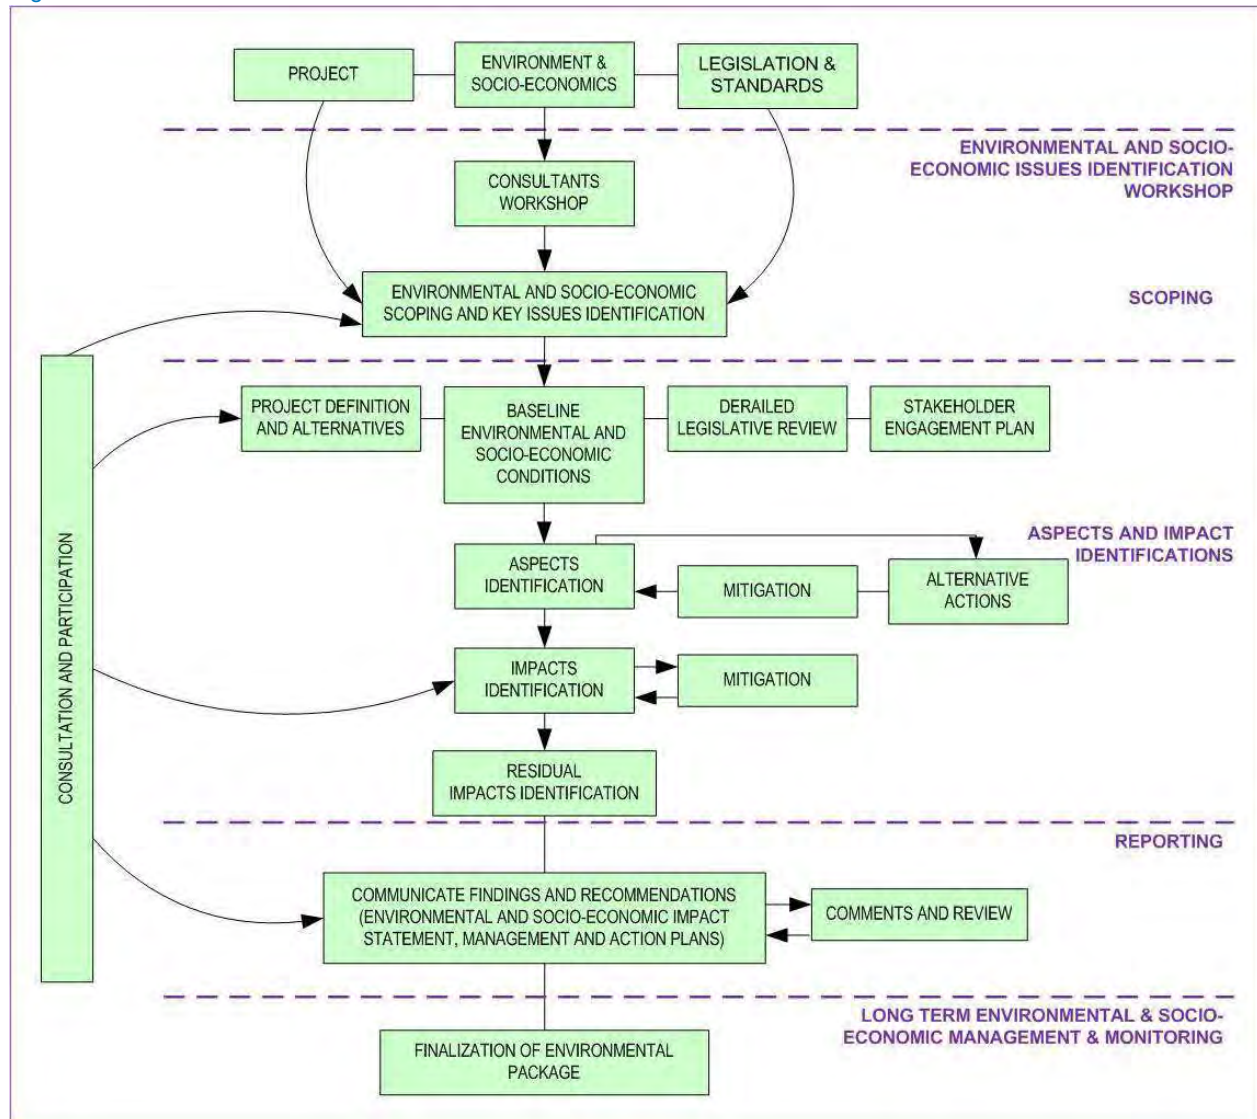 PROJECT
ENVIRONMENT &
SOCIO-ECONOMICS
LEGISLATION &
STANDARDS
ENVIRONMENTAL AND SOCIO-
ECONOMIC ISSUES IDENTIFICATION
WORKSHOP
CONSULTANTS
WORKSHOP
ENVIRONMENTAL AND SOCIO-ECONOMIC
SCOPING AND KEY ISSUES IDENTIFICATION
SCOPING
CONSULTATION AND PARTICIPATION
PROJECT DEFINITION
AND ALTERNATIVES
BASELINE
ENVIRONMENTAL AND
SOCIO-ECONOMIC
CONDITIONS
DERAILED
LEGISLATIVE REVIEW
STAKEHOLDER
ENGAGEMENT PLAN
ASPECTS AND IMPACT
IDENTIFICATIONS
ASPECTS
IDENTIFICATION
MITIGATION
ALTERNATIVE
ACTIONS
IMPACTS
IDENTIFICATION
MITIGATION
RESIDUAL
IMPACTS IDENTIFICATION
REPORTING
COMMUNICATE FINDINGS AND RECOMMENDATIONS
(ENVIRONMENTAL AND SOCIO-ECONOMIC IMPACT
STATEMENT, MANAGEMENT AND ACTION PLANS)
COMMENTS AND REVIEW
LONG TERM ENVIRONMENTAL & SOCIO-
ECONOMIC MANAGEMENT & MONITORING
FINALIZATION OF ENVIRONMENTAL
PACKAGE